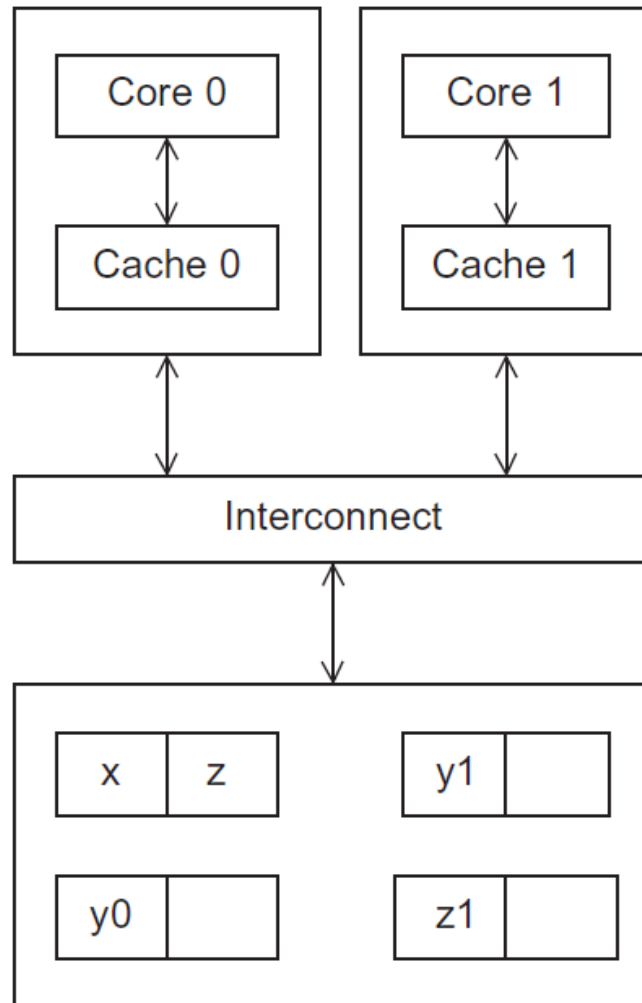 Core 0
Core 1
Cache 0
Cache 1
Interconnect
x z
y1
y0
z1